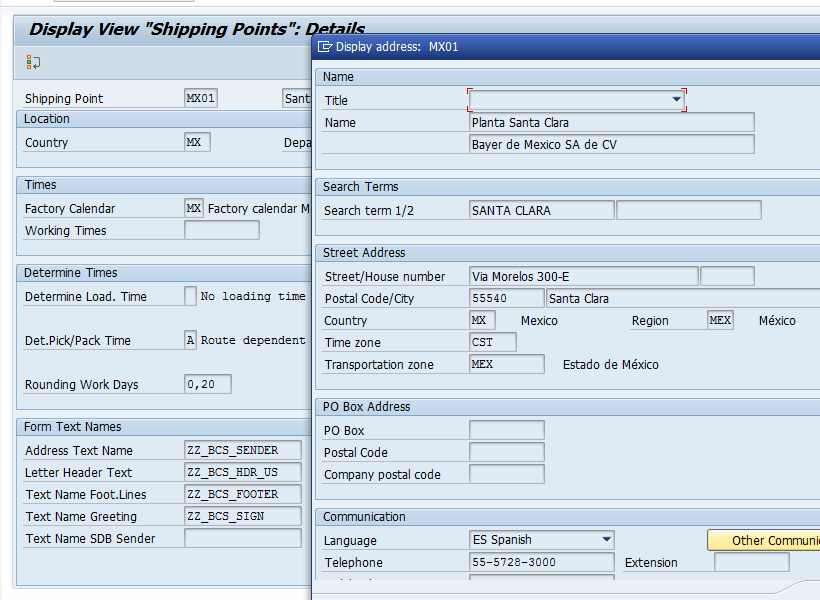 Display View "Shipping Points": Details
Shipping Point MX01
Location
Country MX
Times
Factory Calendar MX Factory calendar M
Working Times
Determine Times
Determine Load. Time No loading time
Det.Pick/Pack Time A Route dependent
Rounding Work Days 0,20
Form Text Names
Address Text Name ZZ_BCS_SENDER
Letter Header Text ZZ_BCS_HDR_US
Text Name Foot.Lines ZZ_BCS_FOOTER
Text Name Greeting ZZ_BCS_SIGN
Text Name SDB Sender
Display address: MX01
Name
Title
Name Planta Santa Clara
Bayer de Mexico SA de CV
Search Terms
Search term 1/2 SANTA CLARA
Street Address
Street/House number Via Morelos 300-E
Postal Code/City 55540 Santa Clara
Country MX Mexico Region MEX México
Time zone CST
Transportation zone MEX Estado de México
PO Box Address
PO Box
Postal Code
Company postal code
Communication
Language ES Spanish Other Communi
Telephone 55-5728-3000 Extension